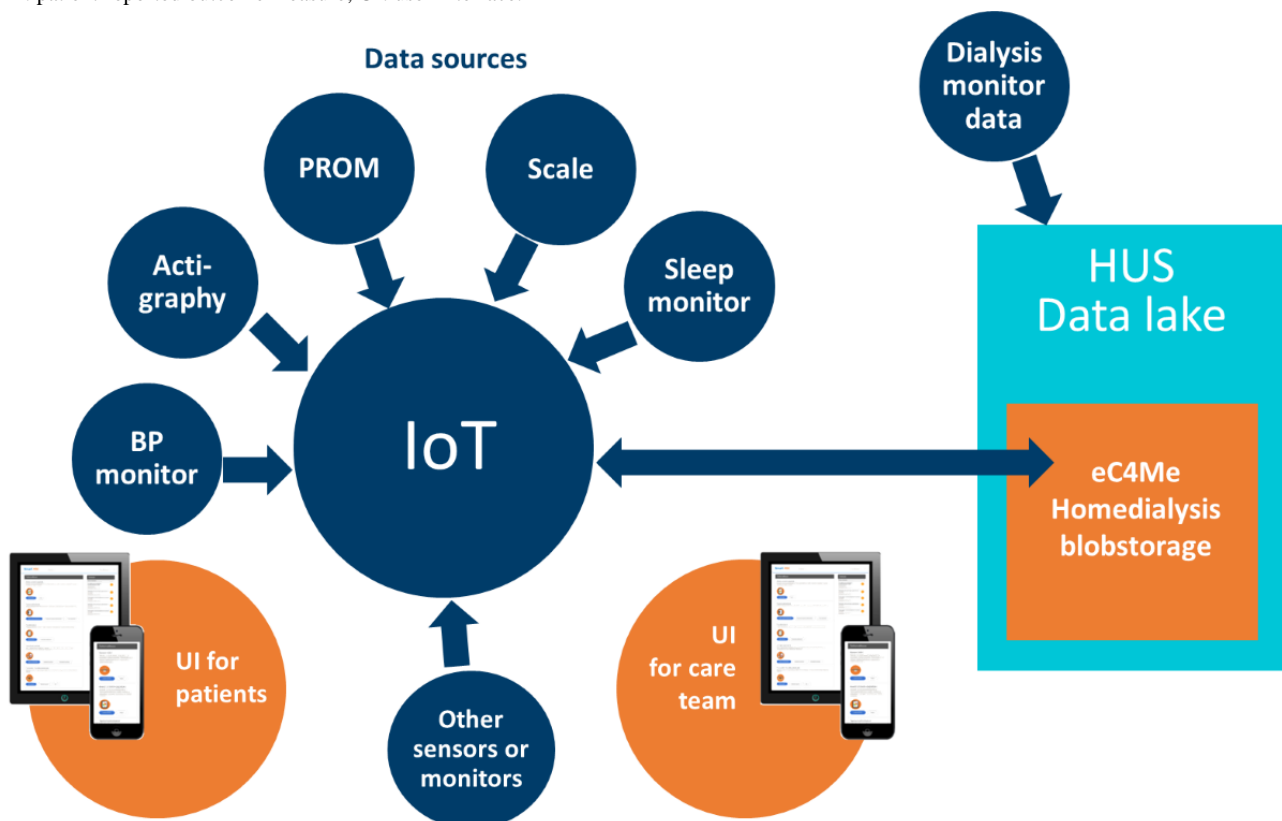 Data sources
PROM
Scale
Acti-
graphy
Sleep
monitor
BP
monitor
IoT
Other
sensors or
monitors
UI for
patients
UI
for care
team
Dialysis
monitor
data
HUS
Data lake
eC4Me
Homedialysis
blobstorage